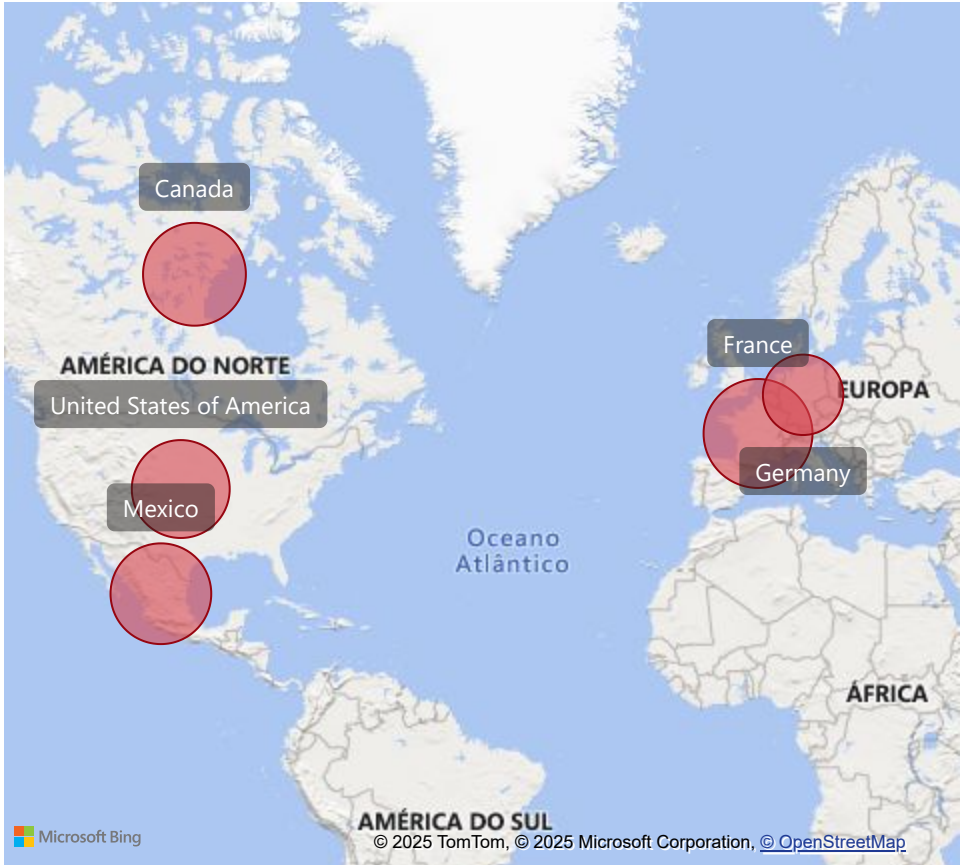 Canada
AMÉRICA DO NORTE
United States of America
Mexico
France
EUROPA
Germany
Oceano
Atlântico
ÁFRICA
AMÉRICA DO SUL
Microsoft Bing
© 2025 TomTom, © 2025 Microsoft Corporation, © OpenStreetMap